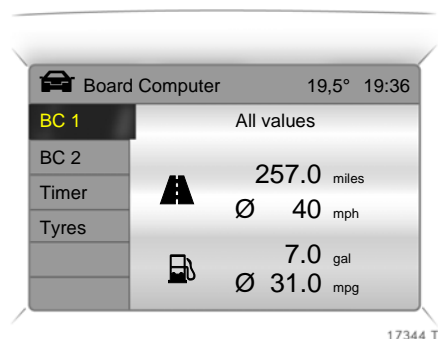 Board Computer 19,5° 19:36
BC 1
All values
BC 2
Timer
Tyres
257.0 miles
Ø 40 mph
7.0 gal
Ø 31.0 mpg
17344 T